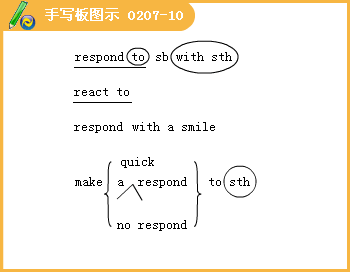 手写板图示 0207-10
respond to sb with sth
react to
respond with a smile
quick
make a respond to sth
no respond